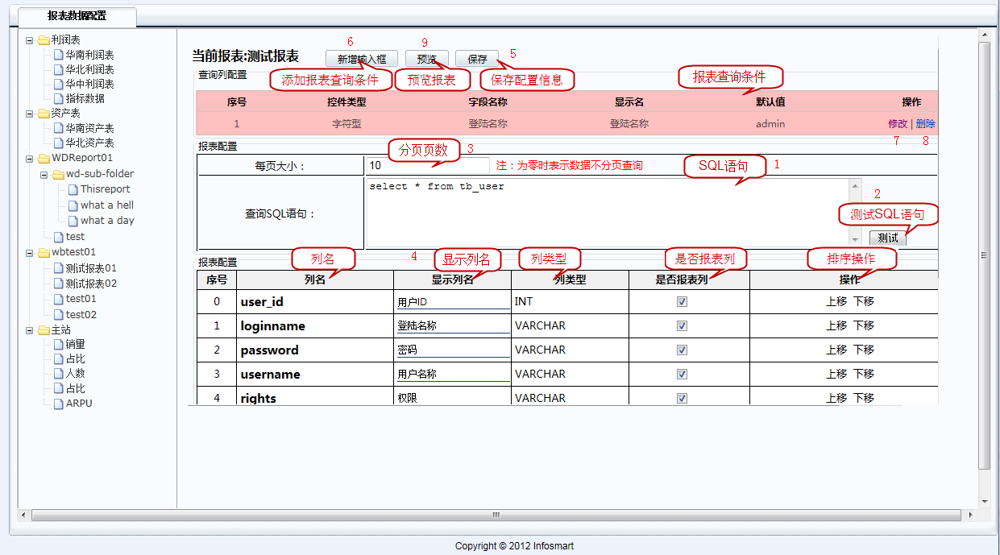 报表数据配置
利润表
华南利润表
华北利润表
华中利润表
指标数据
资产表
华南资产表
华北资产表
WDReport01
wd-sub-folder
Thisreport
what a hell
what a day
test
wbtest01
测试报表01
测试报表02
test01
test02
主站
销量
占比
人数
占比
ARPU
6 9 5
当前报表:测试报表 新增输入框 预览 保存
查询列配置 添加报表查询条件 预览报表 保存配置信息 报表查询条件
序号 控件类型 字段名称 显示名 默认值 操作
1 字符型 登陆名称 登陆名称 admin 修改 | 删除
7 8
报表配置 分页页数 3
每页大小： 10 注：为零时表示数据不分页查询 SQL语句 1
查询SQL语句： select * from tb_user
2
测试SQL语句
测试
报表配置 列名 4 显示列名 列类型 是否报表列 排序操作
序号 列名 显示列名 列类型 是否报表列 操作
0 user_id 用户ID INT 上移 下移
1 loginname 登陆名称 VARCHAR 上移 下移
2 password 密码 VARCHAR 上移 下移
3 username 用户名称 VARCHAR 上移 下移
4 rights 权限 VARCHAR 上移 下移
Copyright © 2012 Infosmart